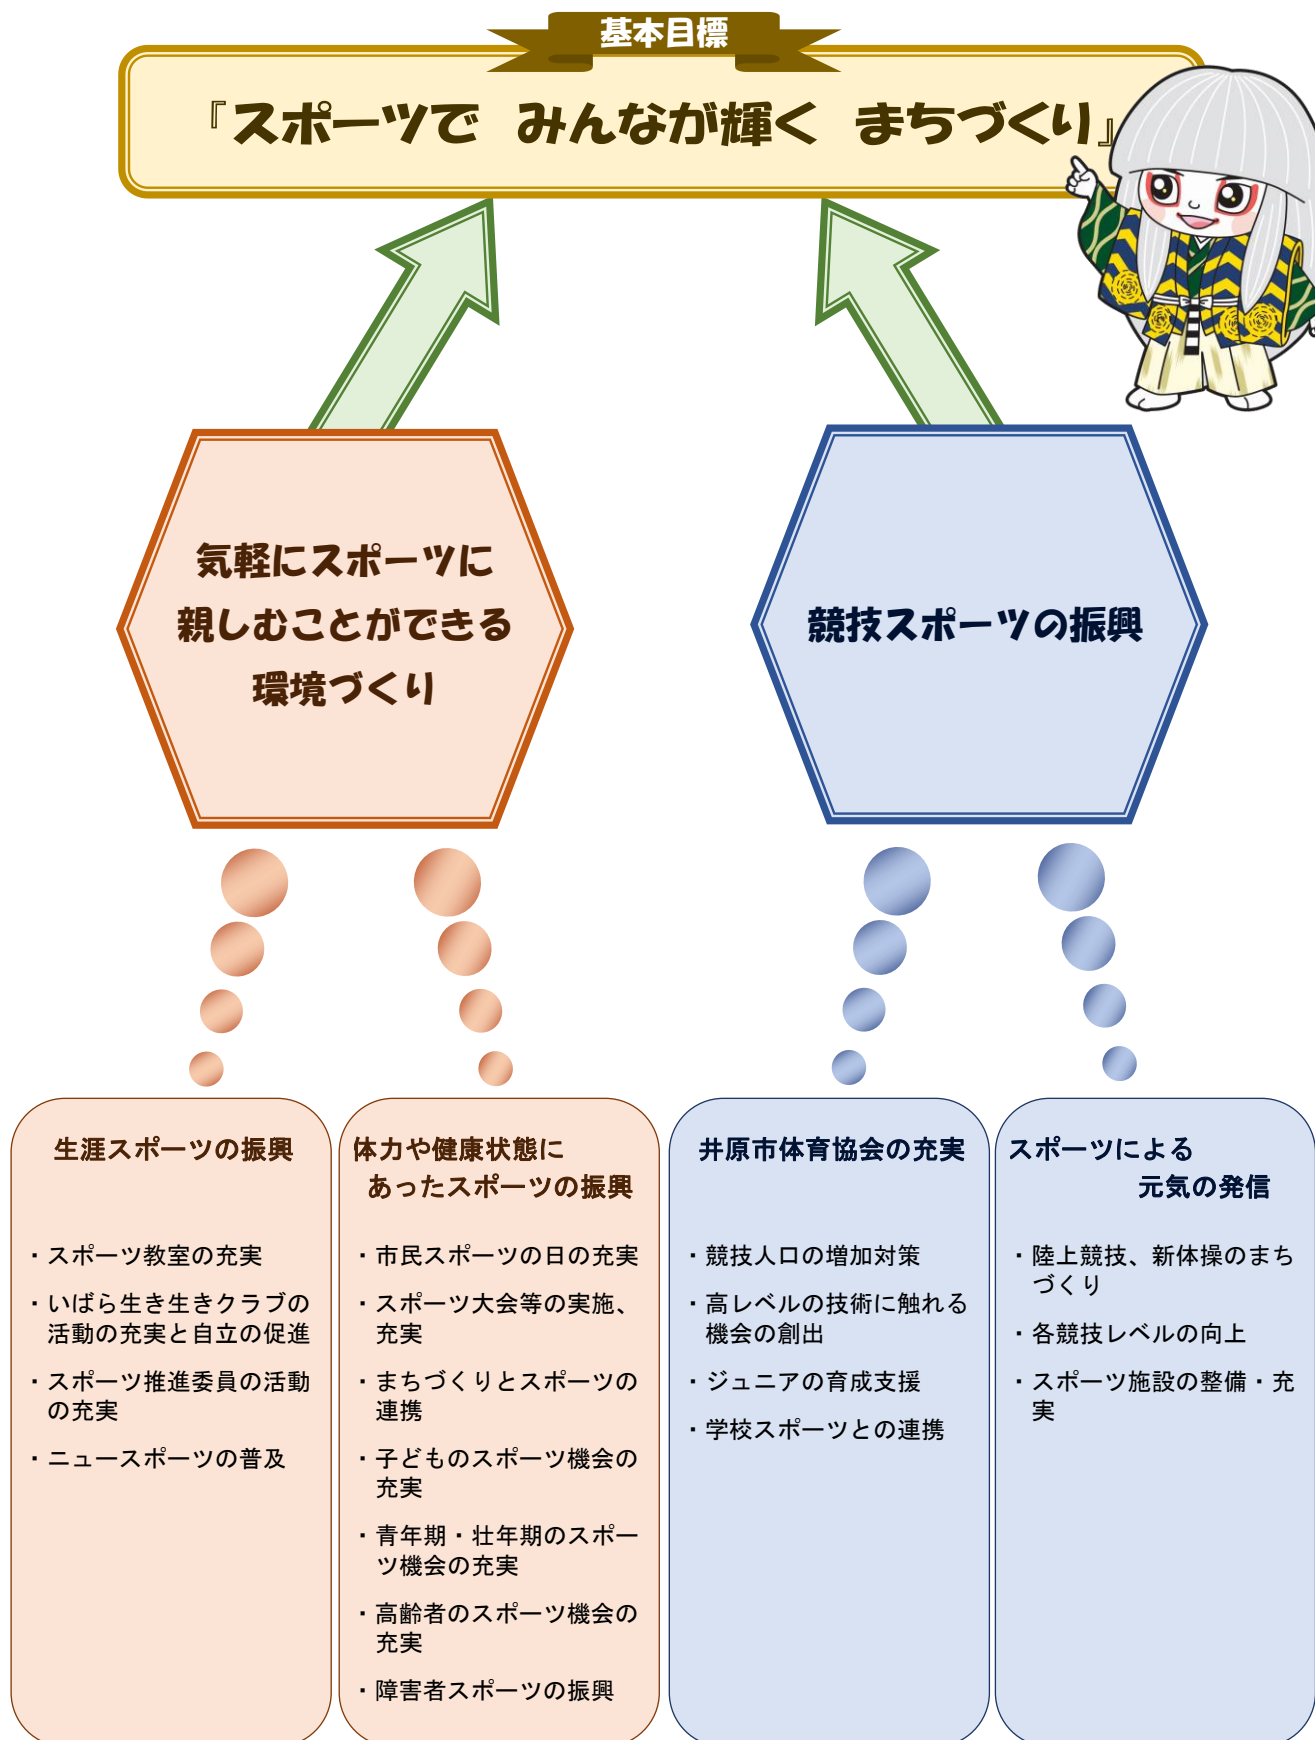 基本目標
『スポーツで　みんなが輝く　まちづくり』
気軽にスポーツに
親しむことができる
環境づくり
競技スポーツの振興
生涯スポーツの振興
・スポーツ教室の充実
・いばら生き生きクラブの
活動の充実と自立の促進
・スポーツ推進委員の活動
の充実
・ニュースポーツの普及
体力や健康状態に
あったスポーツの振興
・市民スポーツの日の充実
・スポーツ大会等の実施、
充実
・まちづくりとスポーツの
連携
・子どものスポーツ機会の
充実
・青年期・壮年期のスポー
ツ機会の充実
・高齢者のスポーツ機会の
充実
・障害者スポーツの振興
井原市体育協会の充実
・競技人口の増加対策
・高レベルの技術に触れる
機会の創出
・ジュニアの育成支援
・学校スポーツとの連携
スポーツによる
元気の発信
・陸上競技、新体操のまち
づくり
・各競技レベルの向上
・スポーツ施設の整備・充
実